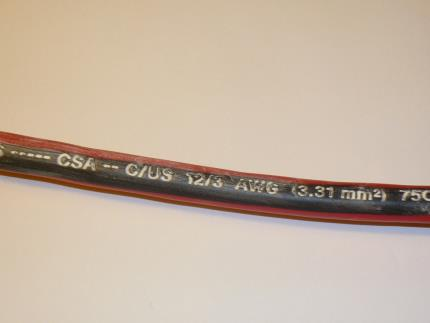 S ----- CSA -- C/US 12/3 AWG (3.31 mm²) 75C